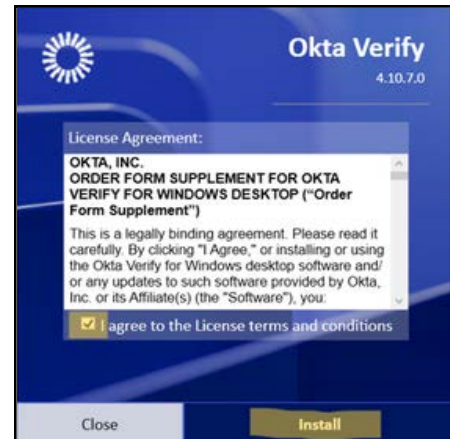 Okta Verify
4.10.7.0
License Agreement:
OKTA, INC.
ORDER FORM SUPPLEMENT FOR OKTA
VERIFY FOR WINDOWS DESKTOP (“Order
Form Supplement”)
This is a legally binding agreement. Please read it
carefully. By clicking "I Agree," or installing or using
the Okta Verify for Windows desktop software and/
or any updates to such software provided by Okta,
Inc. or its Affiliate(s) (the "Software"), you:
I agree to the License terms and conditions
Close
Install